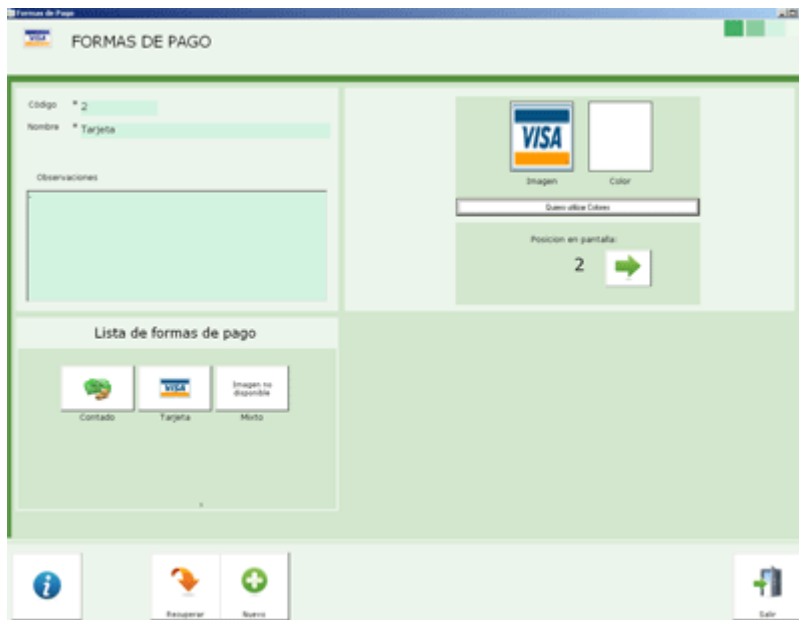 Formas de Pago
VISA
FORMAS DE PAGO
Código * 2
Nombre * Tarjeta
Observaciones
VISA
Imagen
Color
Quiero utilizar Colores
Posicion en pantalla:
2
Lista de formas de pago
VISA
Imagen no
disponible
Contado
Tarjeta
Mixto
Recuperar
Nuevo
Salir